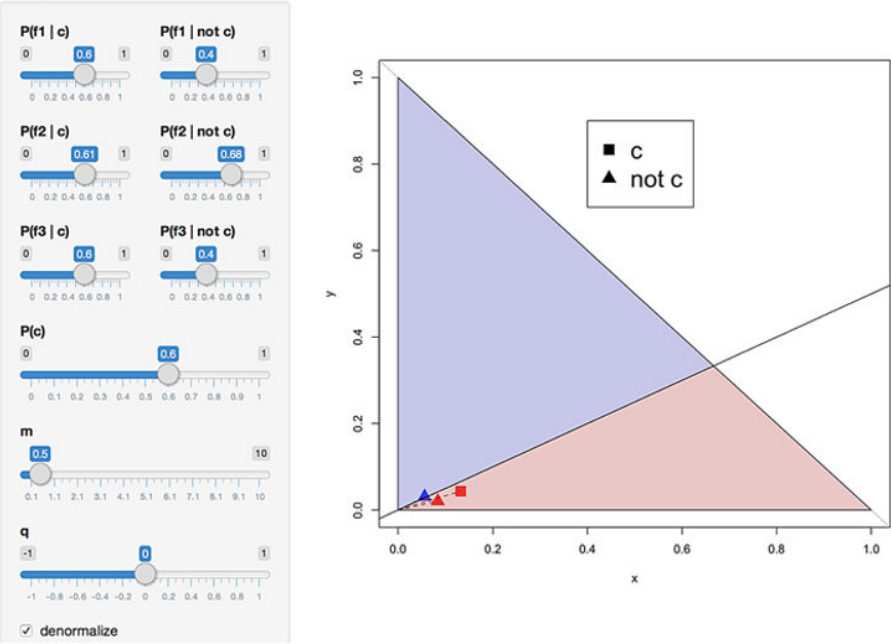 P(f1 | c) P(f1 | not c)
0 0.6 1 0 0.4 1
0 0.2 0.4 0.6 0.8 1 0 0.2 0.4 0.6 0.8 1
P(f2 | c) P(f2 | not c)
0 0.61 1 0 0.68 1
0 0.2 0.4 0.6 0.8 1 0 0.2 0.4 0.6 0.8 1
P(f3 | c) P(f3 | not c)
0 0.6 1 0 0.4 1
0 0.2 0.4 0.6 0.8 1 0 0.2 0.4 0.6 0.8 1
P(c)
0 0.6 1
0 0.1 0.2 0.3 0.4 0.5 0.6 0.7 0.8 0.9 1
m
0.5 10
0.1 1.1 2.1 3.1 4.1 5.1 6.1 7.1 8.1 9.1 10
q
-1 0 1
-1 -0.8 -0.6 -0.4 -0.2 0 0.2 0.4 0.6 0.8 1
denormalize
c
not c
y
1.0
0.8
0.6
0.4
0.2
0.0
0.0 0.2 0.4 0.6 0.8 1.0
x